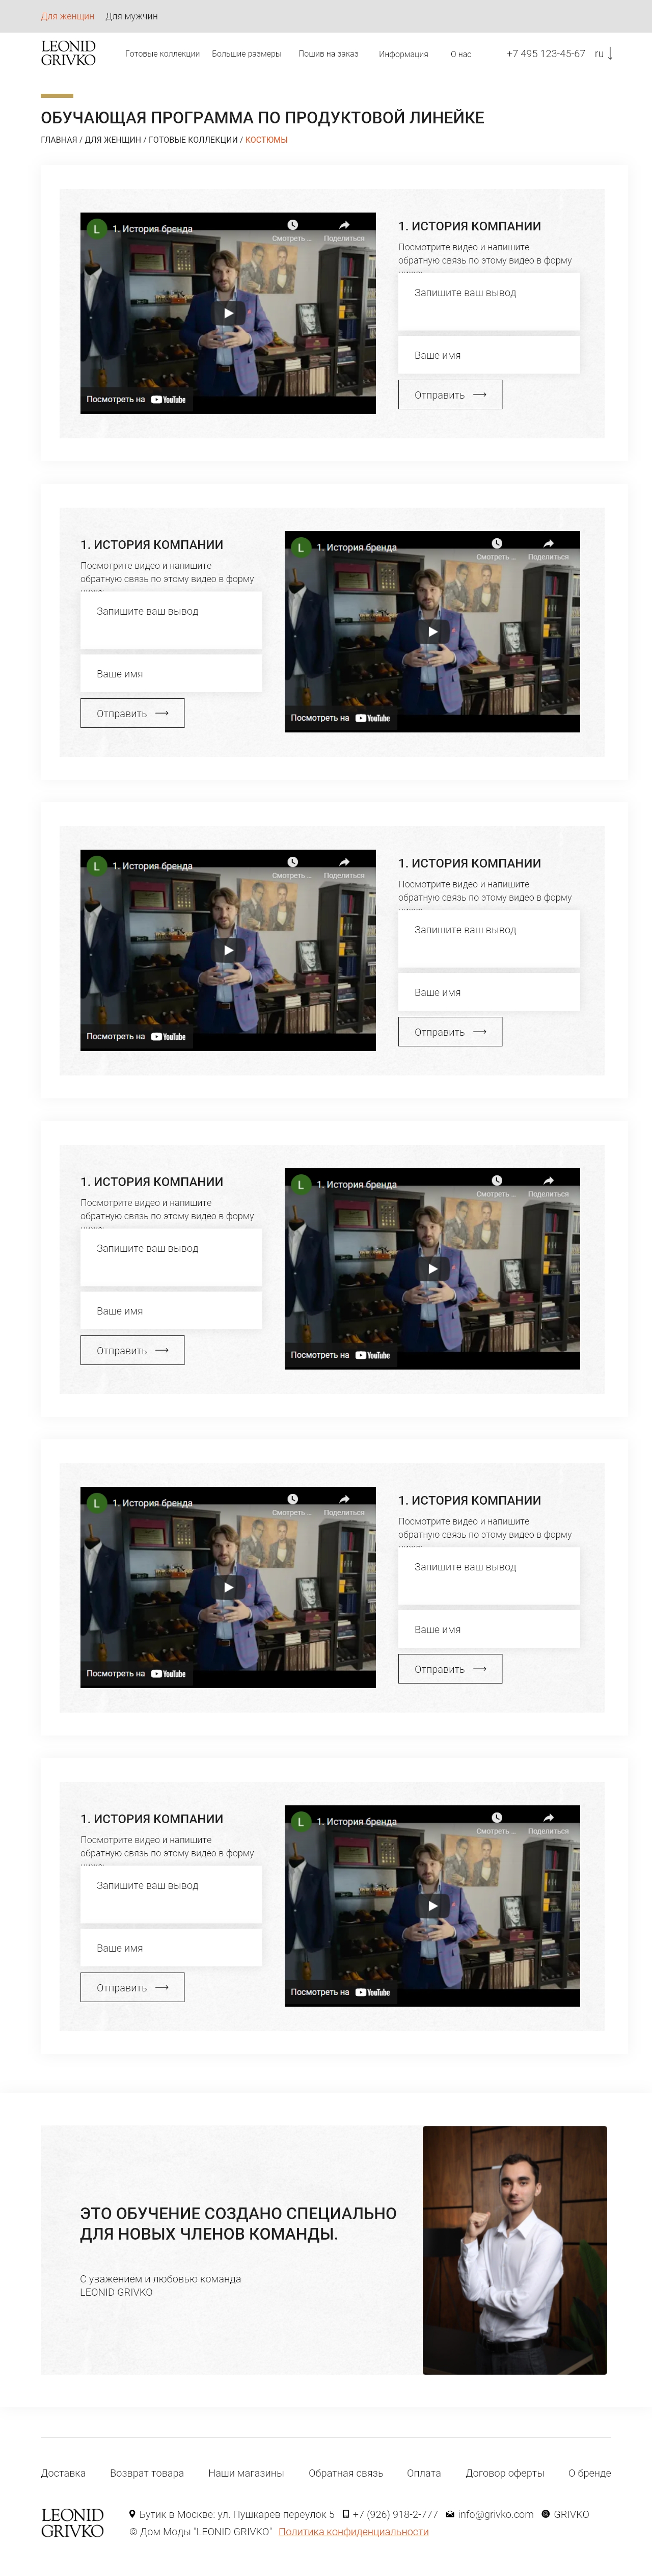 Для женщин Для мужчин
LEONID
GRIVKO
Готовые коллекции Большие размеры Пошив на заказ Информация О нас +7 495 123-45-67 ru
ОБУЧАЮЩАЯ ПРОГРАММА ПО ПРОДУКТОВОЙ ЛИНЕЙКЕ
ГЛАВНАЯ / ДЛЯ ЖЕНЩИН / ГОТОВЫЕ КОЛЛЕКЦИИ / КОСТЮМЫ
L 1. История бренда
Смотреть ... Поделиться
Посмотреть на YouTube
1. ИСТОРИЯ КОМПАНИИ
Посмотрите видео и напишите
обратную связь по этому видео в форму
Запишите ваш вывод
Ваше имя
Отправить
1. ИСТОРИЯ КОМПАНИИ
Посмотрите видео и напишите
обратную связь по этому видео в форму
Запишите ваш вывод
Ваше имя
Отправить
L 1. История бренда
Смотреть ... Поделиться
Посмотреть на YouTube
L 1. История бренда
Смотреть ... Поделиться
Посмотреть на YouTube
1. ИСТОРИЯ КОМПАНИИ
Посмотрите видео и напишите
обратную связь по этому видео в форму
Запишите ваш вывод
Ваше имя
Отправить
1. ИСТОРИЯ КОМПАНИИ
Посмотрите видео и напишите
обратную связь по этому видео в форму
Запишите ваш вывод
Ваше имя
Отправить
L 1. История бренда
Смотреть ... Поделиться
Посмотреть на YouTube
L 1. История бренда
Смотреть ... Поделиться
Посмотреть на YouTube
1. ИСТОРИЯ КОМПАНИИ
Посмотрите видео и напишите
обратную связь по этому видео в форму
Запишите ваш вывод
Ваше имя
Отправить
1. ИСТОРИЯ КОМПАНИИ
Посмотрите видео и напишите
обратную связь по этому видео в форму
Запишите ваш вывод
Ваше имя
Отправить
L 1. История бренда
Смотреть ... Поделиться
Посмотреть на YouTube
ЭТО ОБУЧЕНИЕ СОЗДАНО СПЕЦИАЛЬНО
ДЛЯ НОВЫХ ЧЛЕНОВ КОМАНДЫ.
С уважением и любовью команда
LEONID GRIVKO
Доставка Возврат товара Наши магазины Обратная связь Оплата Договор оферты О бренде
LEONID
GRIVKO
Бутик в Москве: ул. Пушкарев переулок 5 +7 (926) 918-2-777 info@grivko.com GRIVKO
© Дом Моды "LEONID GRIVKO" Политика конфиденциальности